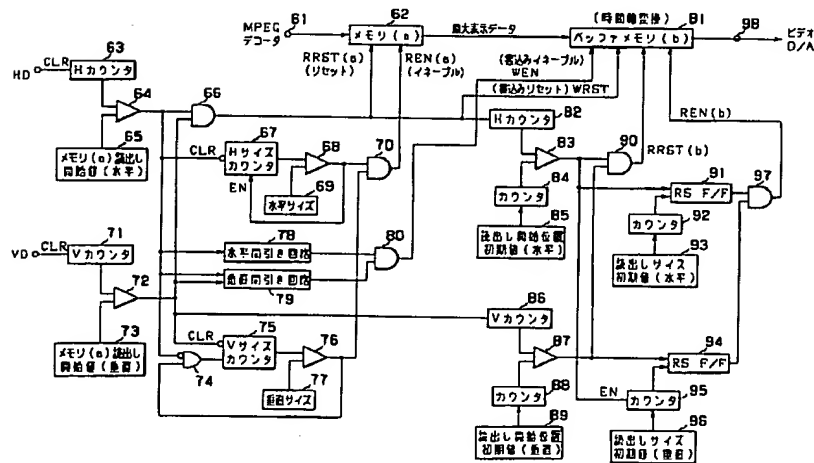 MPEG
デコーダ
61
62
メモリ(a)
最大表示データ
(時間軸変換)
81
バッファメモリ(b)
98
ビデオ
D/A
HD
CLR
63
Hカウンタ
64
65
メモリ(a)読出し
開始値(水平)
66
RRST(a)
(リセット)
REN(a)
(イネーブル)
(書込みイネーブル)
WEN
(書込みリセット)WRST
CLR
67
Hサイズ
カウンタ
EN
68
69
水平サイズ
70
82
Hカウンタ
83
84
カウンタ
85
読出し開始位置
初期値(水平)
90
RRST(b)
REN(b)
91
RS F/F
92
カウンタ
93
読出しサイズ
初期値(水平)
97
VD
CLR
71
Vカウンタ
72
73
メモリ(a)読出し
開始値(垂直)
78
水平間引き回路
79
垂直間引き回路
80
CLR
74
75
Vサイズ
カウンタ
76
77
垂直サイズ
86
Vカウンタ
87
88
カウンタ
89
読出し開始位置
初期値(垂直)
94
RS F/F
EN
95
カウンタ
96
読出しサイズ
初期値(垂直)